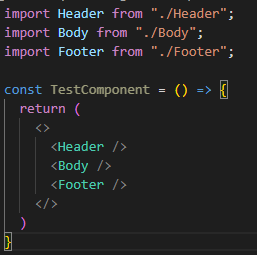 import Header from "./Header";
import Body from "./Body";
import Footer from "./Footer";

const TestComponent = () => {
  return (
    <>
      <Header />
      <Body />
      <Footer />
    </>
  )
}